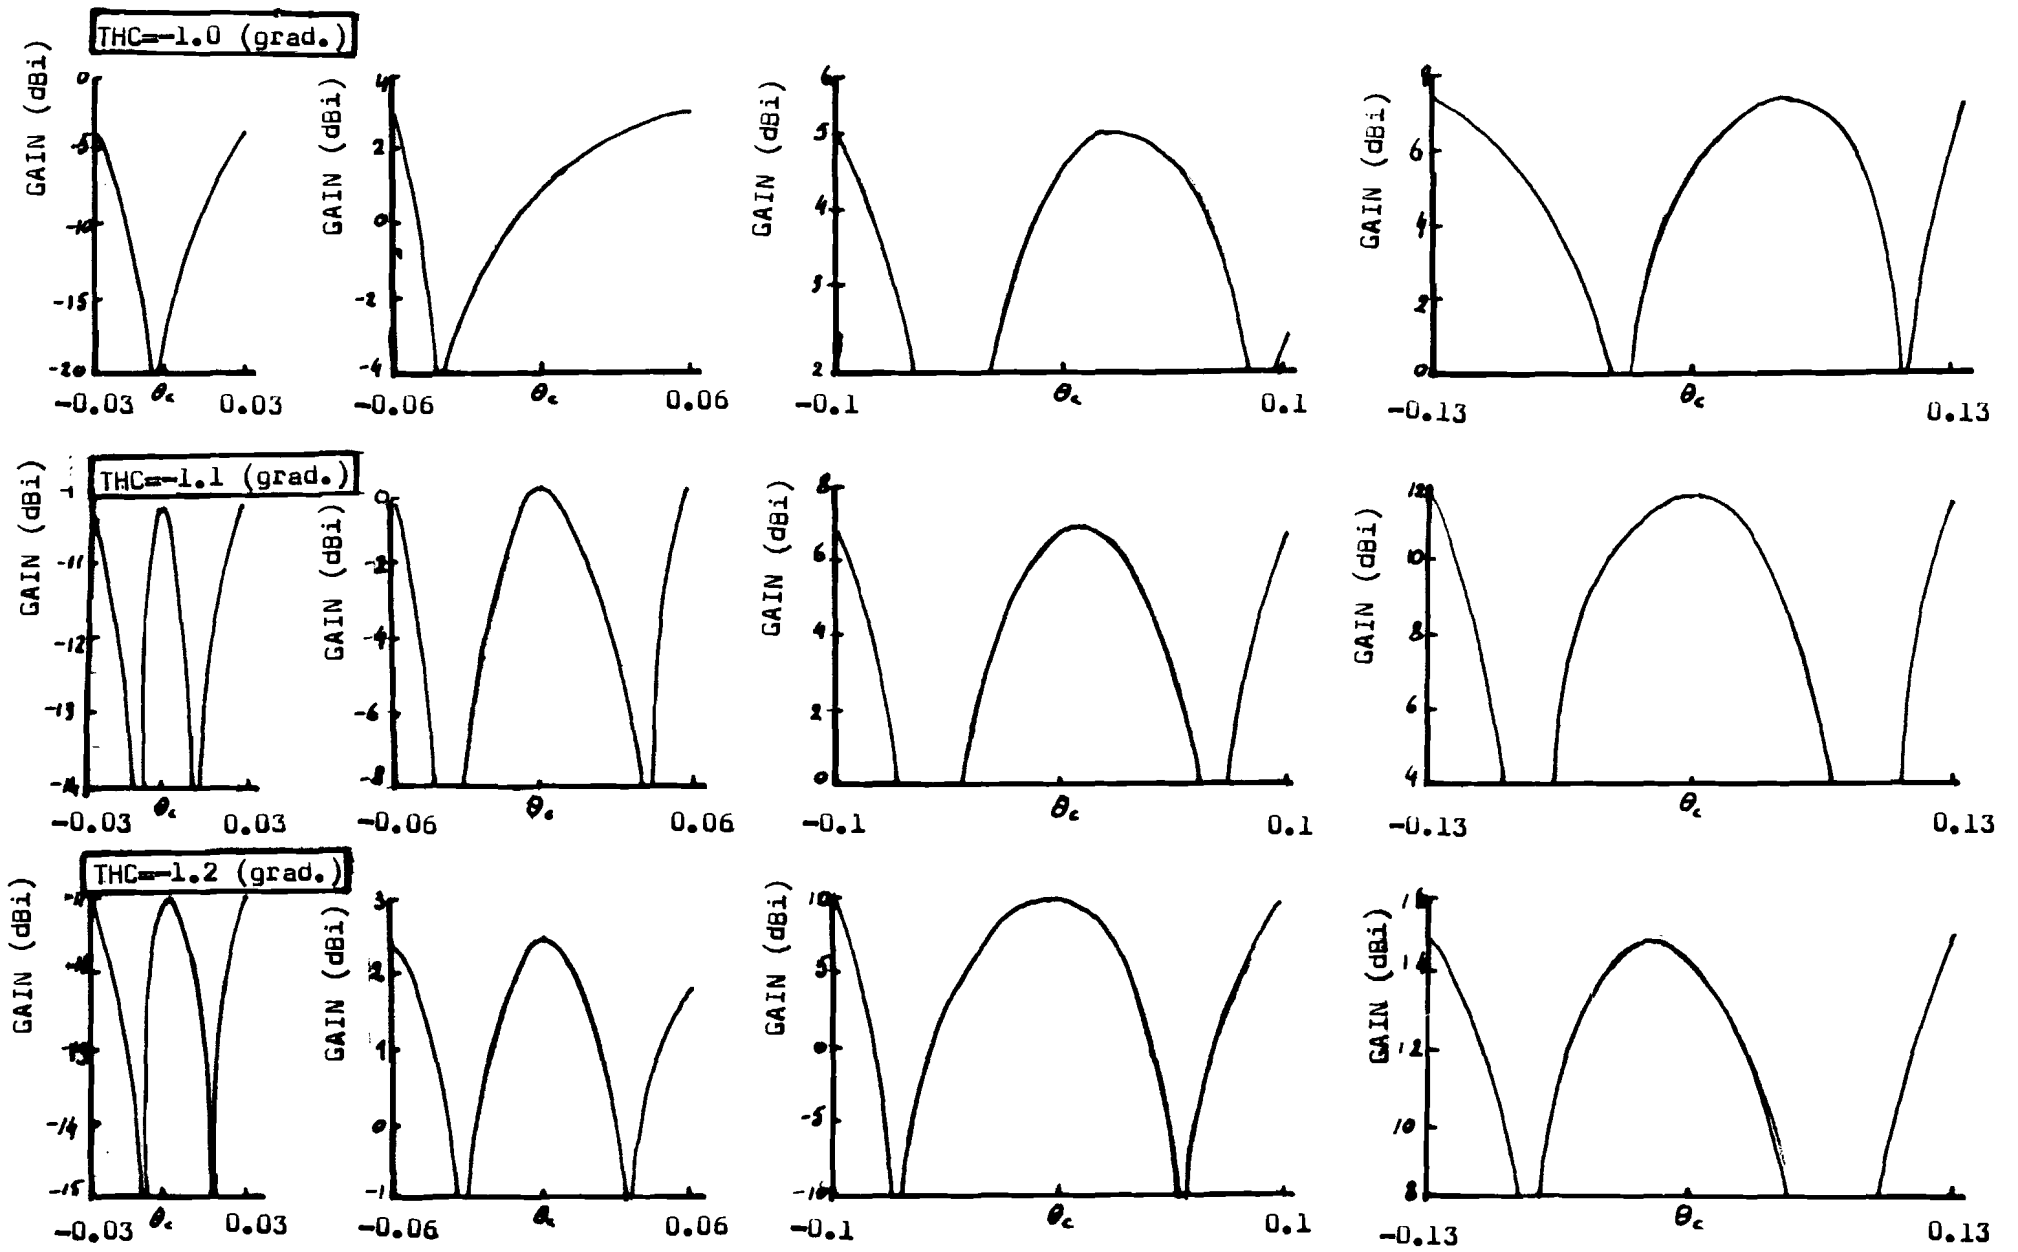 THC=-1.0 (grad.)
GAIN (dBi)
0
-5
-10
-15
-20
-0.03
θc
0.03
GAIN (dBi)
4
2
0
-2
-4
-0.06
θc
0.06
GAIN (dBi)
6
5
4
3
2
-0.1
θc
0.1
GAIN (dBi)
8
6
4
2
0
-0.13
θc
0.13
THC=-1.1 (grad.)
GAIN (dBi)
-11
-12
-13
-14
-0.03
θc
0.03
GAIN (dBi)
0
-2
-4
-6
-8
-0.06
θc
0.06
GAIN (dBi)
8
6
4
2
0
-0.1
θc
0.1
GAIN (dBi)
12
10
8
6
4
-0.13
θc
0.13
THC=-1.2 (grad.)
GAIN (dBi)
-13
-14
-15
-0.03
θc
0.03
GAIN (dBi)
3
2
1
0
-1
-0.06
θc
0.06
GAIN (dBi)
10
5
0
-5
-10
-0.1
θc
0.1
GAIN (dBi)
14
12
10
8
-0.13
θc
0.13